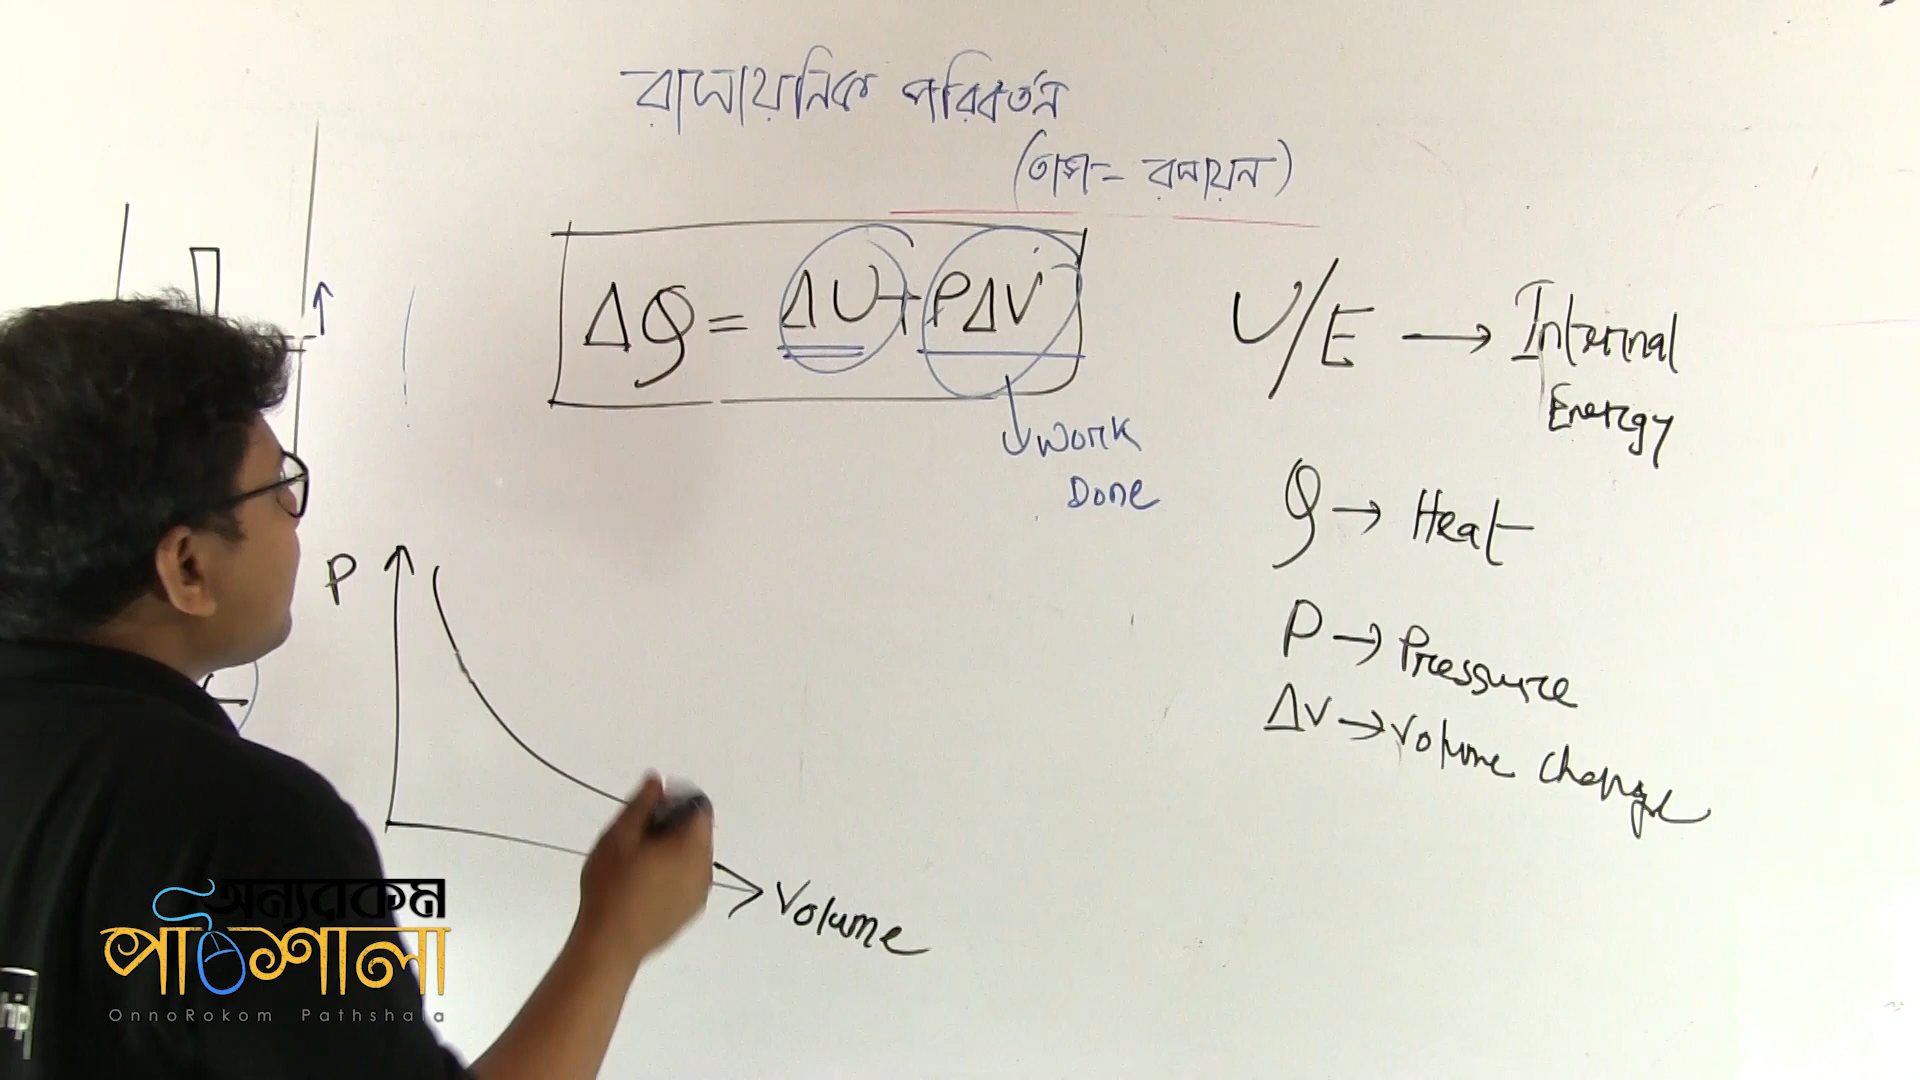 রাসায়নিক পরিবর্তন
(তাপ - রসায়ন)
ΔQ = ΔU + PΔV
Work
Done
U/E → Internal
Energy
Q → Heat
P → Pressure
ΔV → Volume Change
P
Volume
অন্যরকম
পাঠশালা
OnnoRokom Pathshala